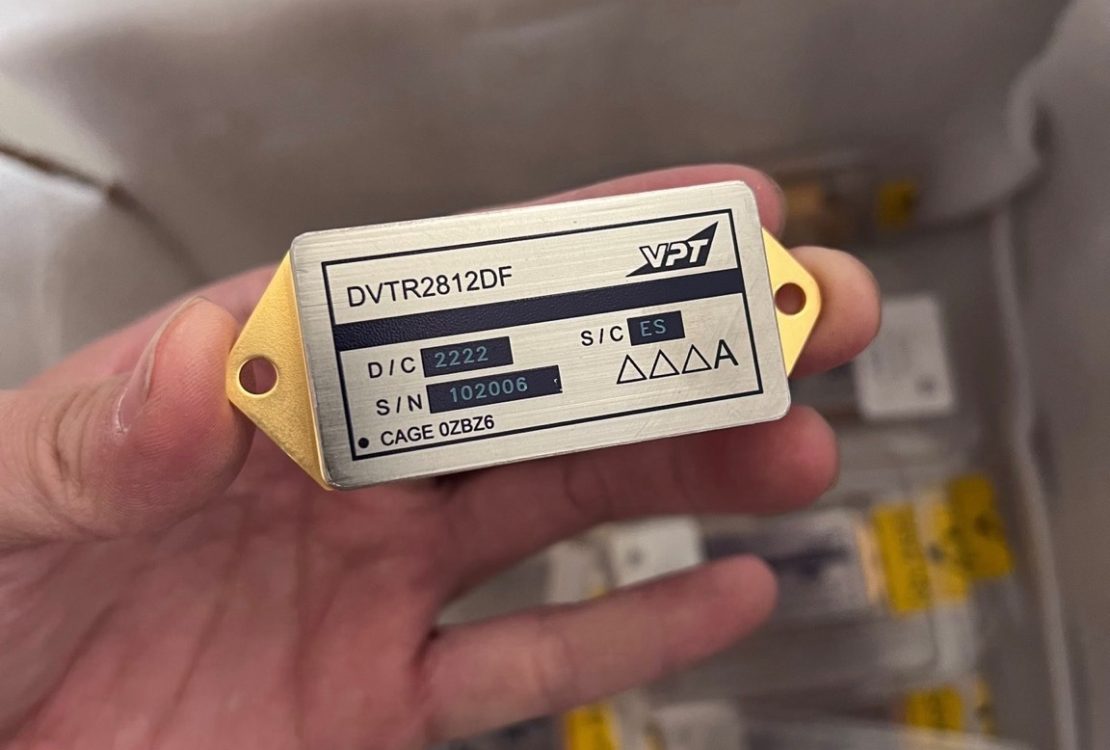 VPT
DVTR2812DF
D/C 2222
S/C ES
S/N 102006
△△△A
CAGE 0ZBZ6